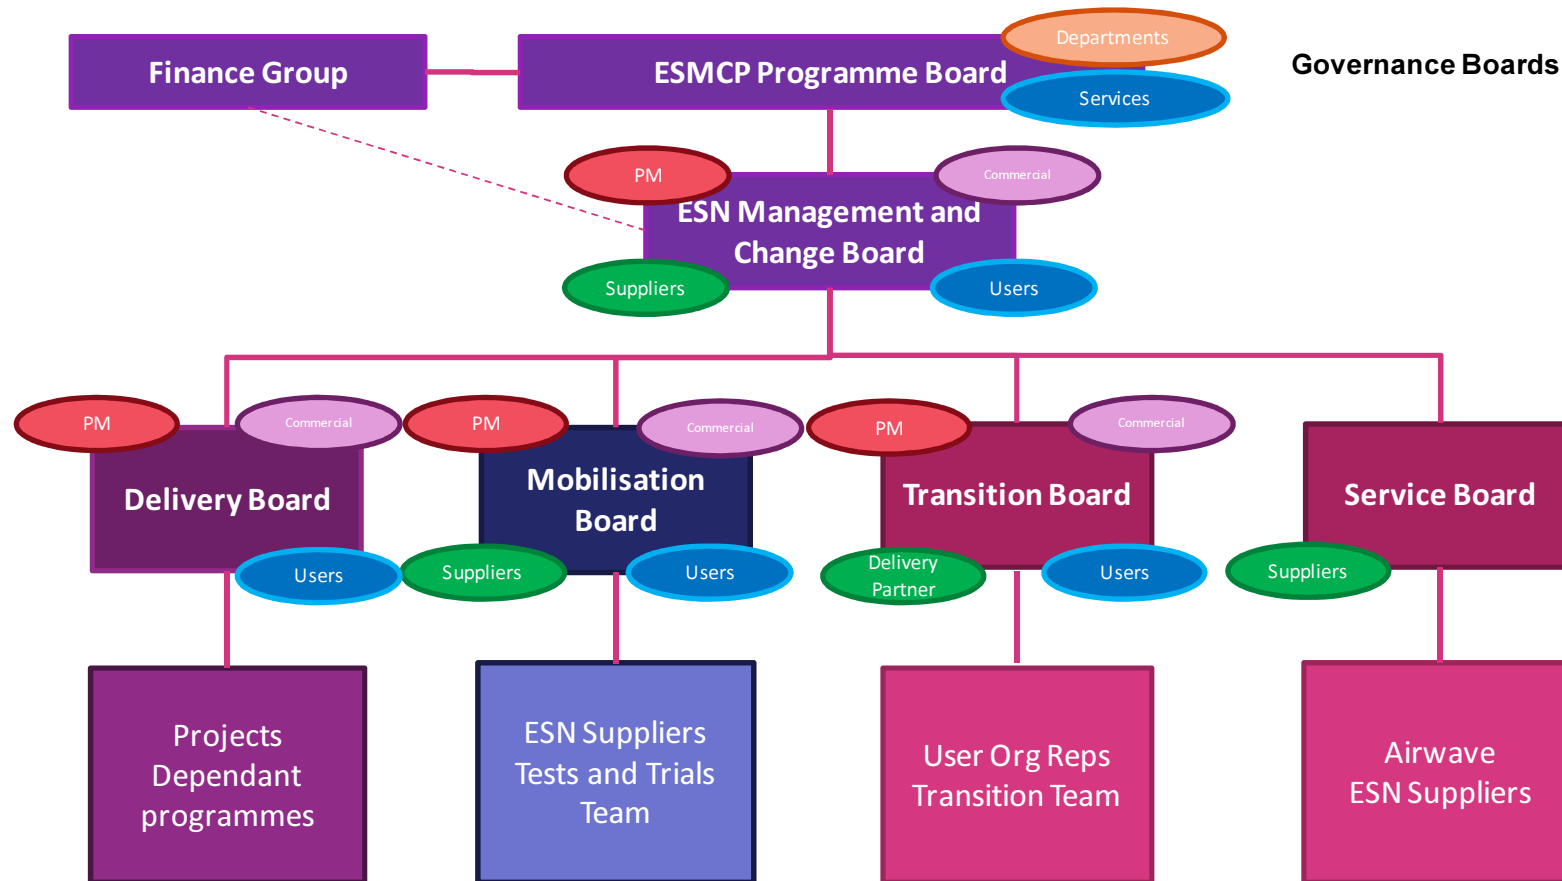 Departments
Governance Boards
Finance Group
ESMCP Programme Board
Services
PM
Commercial
ESN Management and
Change Board
Suppliers
Users
PM
Commercial
PM
Commercial
PM
Commercial
Delivery Board
Mobilisation
Board
Transition Board
Service Board
Users
Suppliers
Users
Delivery
Partner
Users
Suppliers
Projects
Dependant
programmes
ESN Suppliers
Tests and Trials
Team
User Org Reps
Transition Team
Airwave
ESN Suppliers